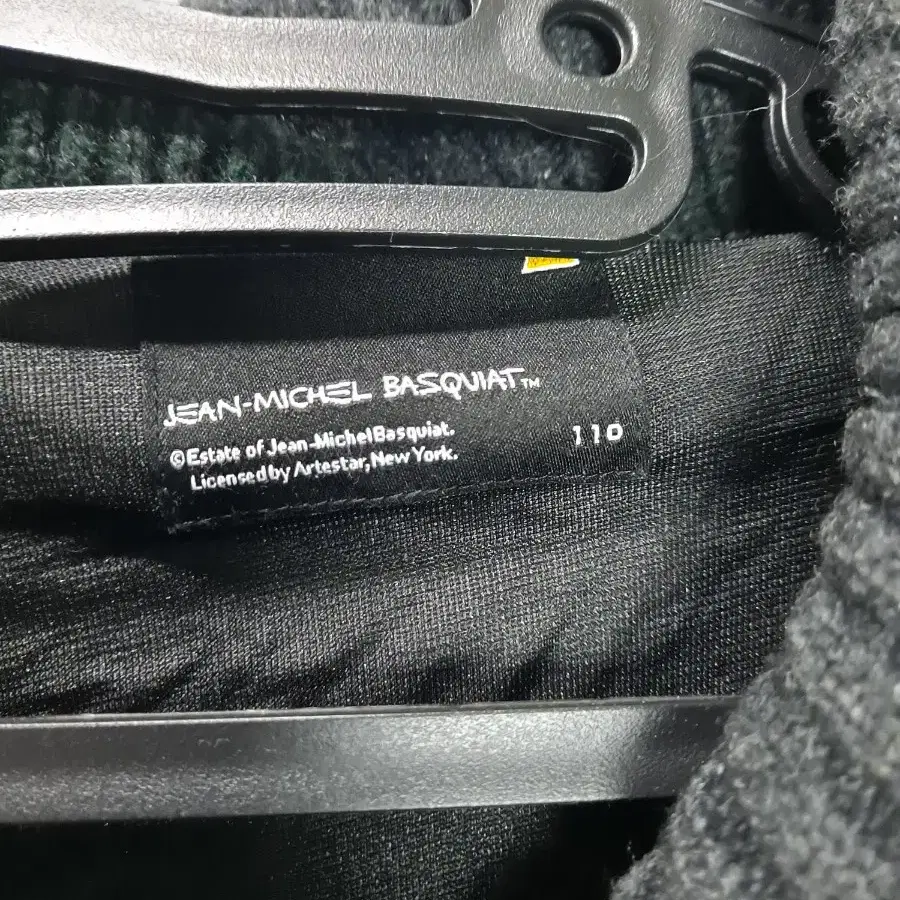 JEAN-MICHEL BASQUIAT™
©Estate of Jean-Michel Basquiat.
110
Licensed by Artestar, New York.